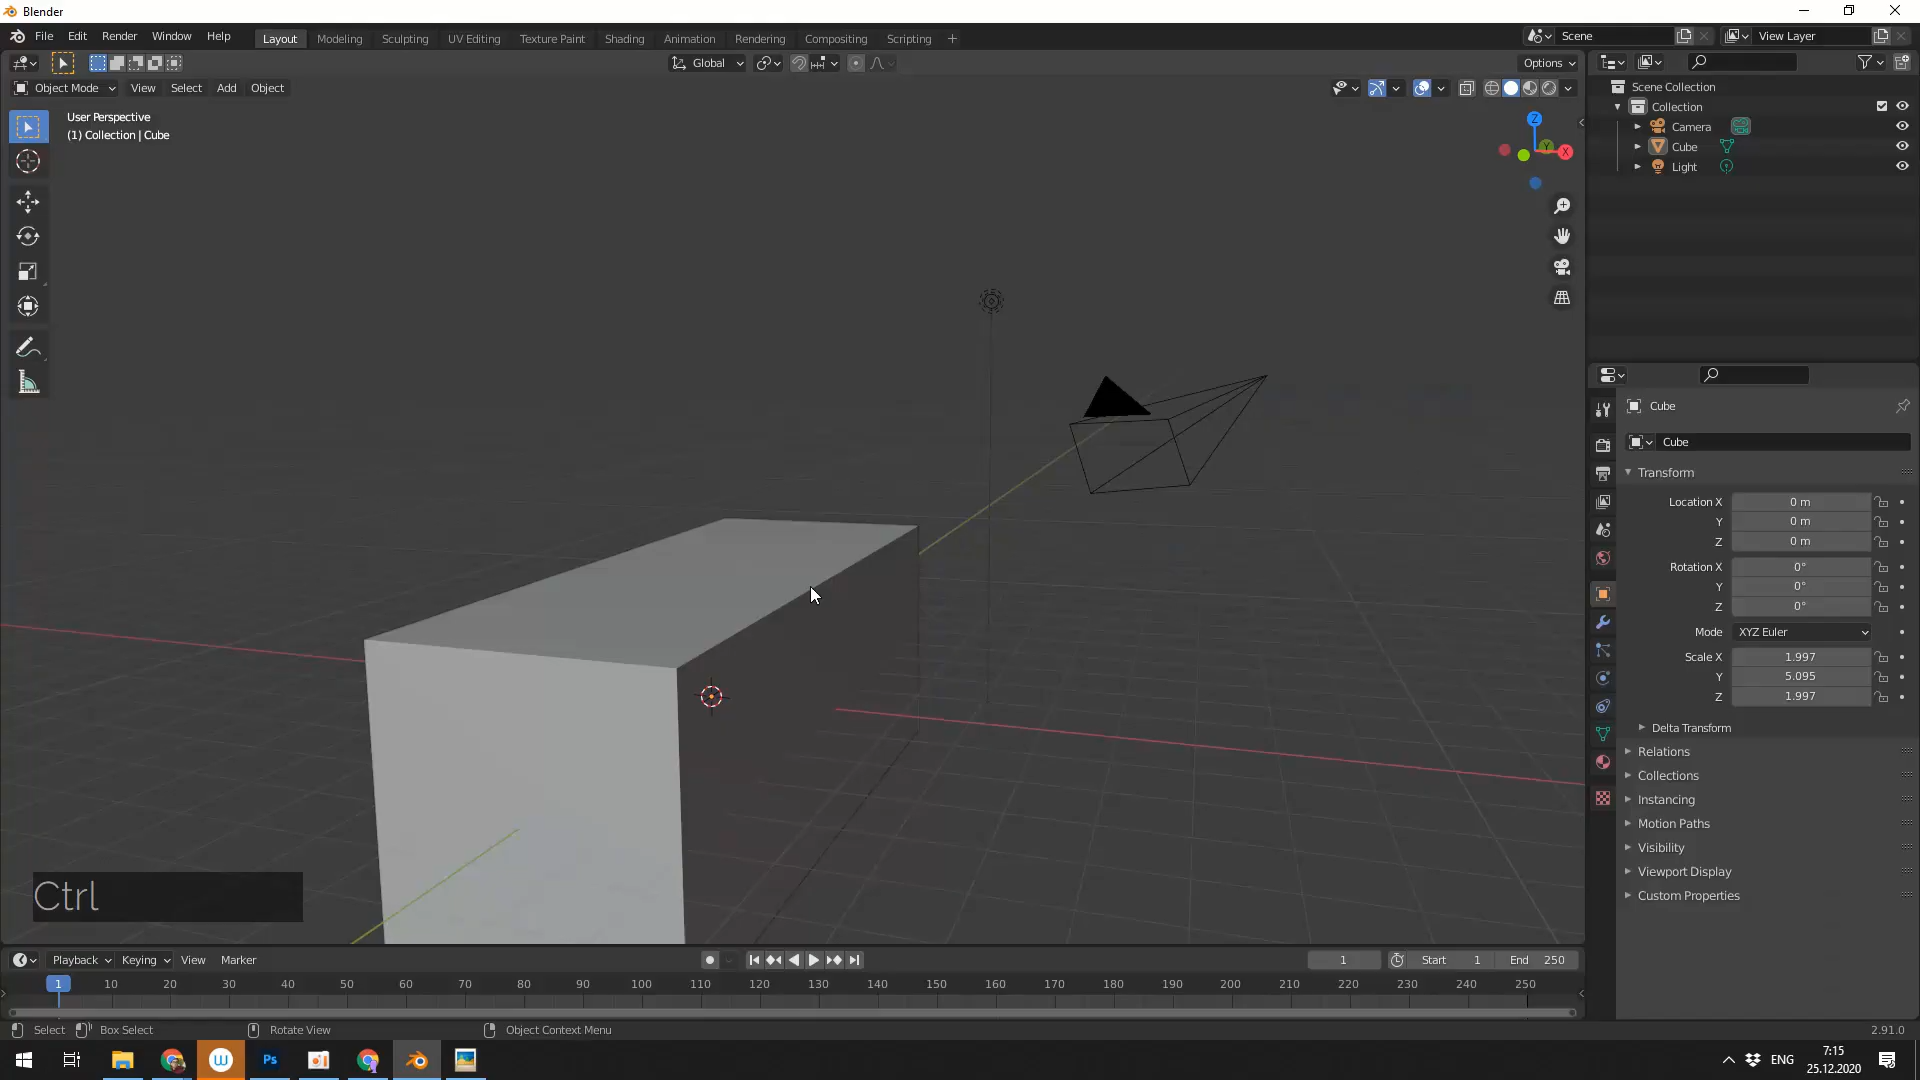 Blender
File Edit Render Window Help
Layout Modeling Sculpting UV Editing Texture Paint Shading Animation Rendering Compositing Scripting +
Scene
View Layer
Global
Options
Object Mode View Select Add Object
User Perspective
(1) Collection | Cube
Z
Y
X
Scene Collection
Collection
Camera
Cube
Light
Cube
Cube
Transform
Location X 0 m
Y 0 m
Z 0 m
Rotation X 0°
Y 0°
Z 0°
Mode XYZ Euler
Scale X 1.997
Y 5.095
Z 1.997
Delta Transform
Relations
Collections
Instancing
Motion Paths
Visibility
Viewport Display
Custom Properties
Ctrl
Playback Keying View Marker
1 Start 1 End 250
1 10 20 30 40 50 60 70 80 90 100 110 120 130 140 150 160 170 180 190 200 210 220 230 240 250
Select Box Select Rotate View Object Context Menu 2.91.0
W Ps
ENG
7:15
25.12.2020